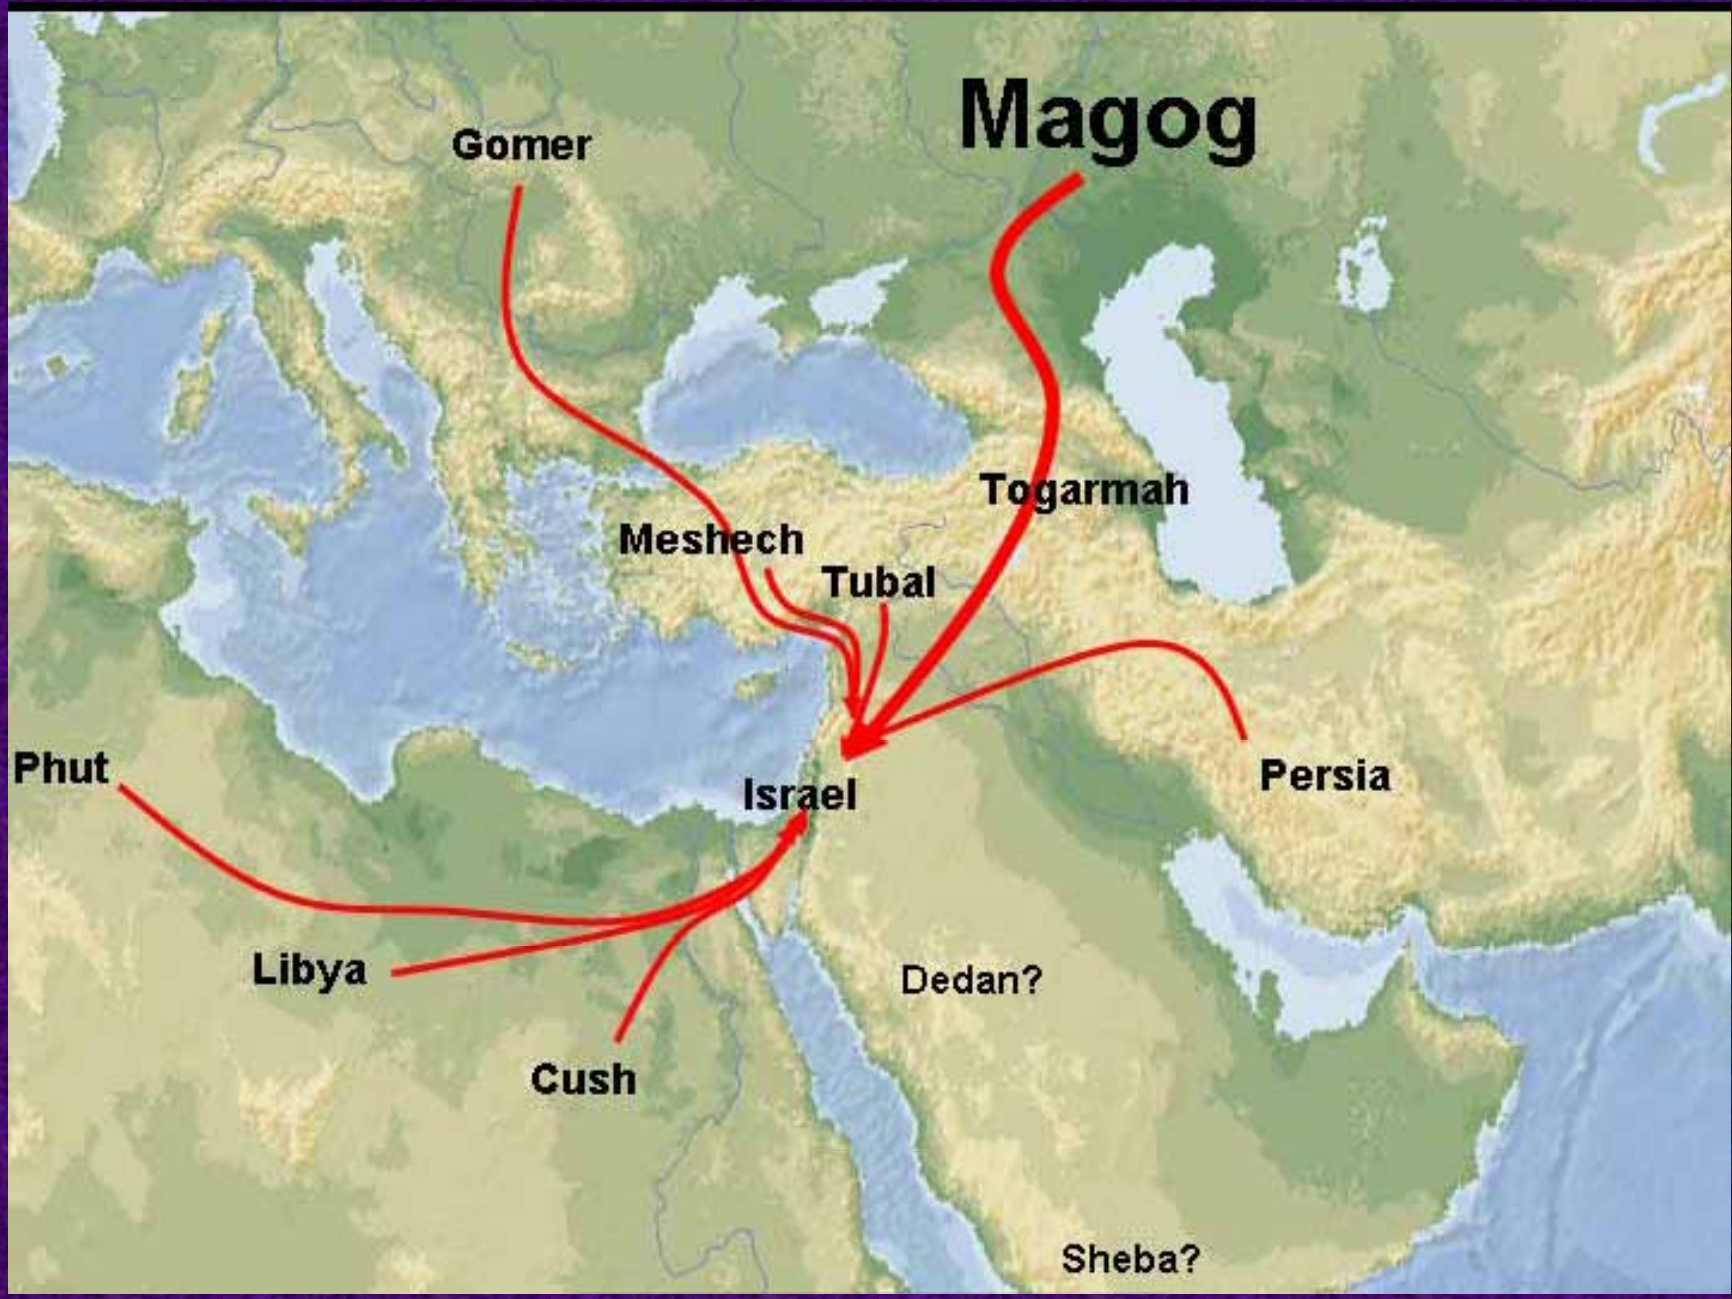 Magog
Gomer
Togarmah
Meshech
Tubal
Phut
Persia
Israel
Libya
Dedan?
Cush
Sheba?